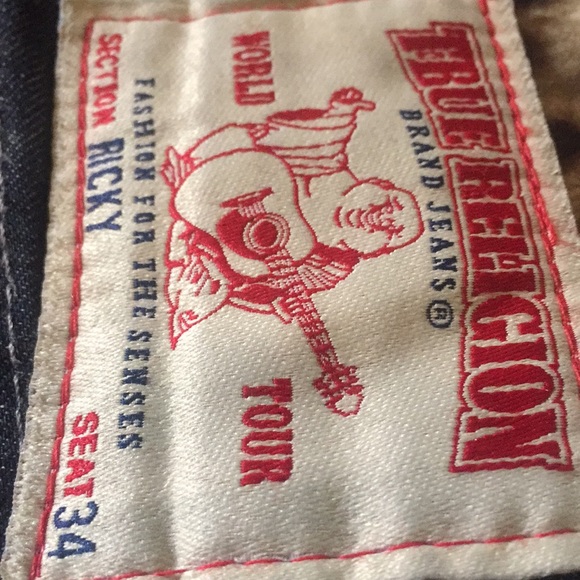 TRUE RELIGION
BRAND JEANS®
WORLD TOUR
FASHION FOR THE SENSES
SECTION RICKY SEAT 34